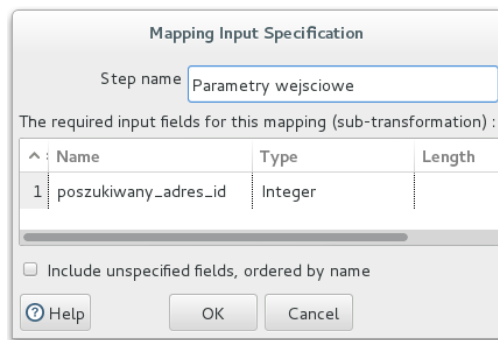 Mapping Input Specification
Step name Parametry wejsciowe
The required input fields for this mapping (sub-transformation) :
Name Type Length
1 poszukiwany_adres_id Integer
Include unspecified fields, ordered by name
Help OK Cancel